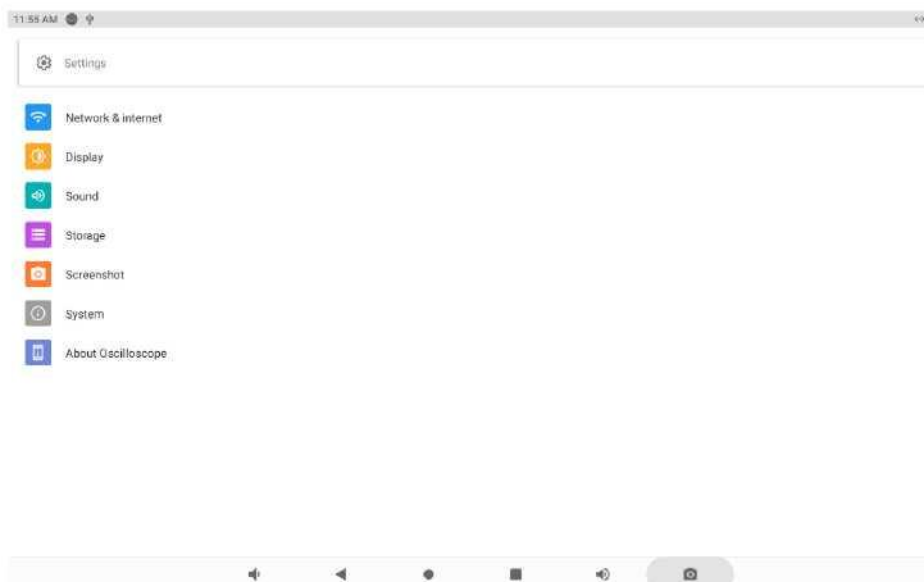 11:55 AM
Settings
Network & internet
Display
Sound
Storage
Screenshot
System
About Oscilloscope